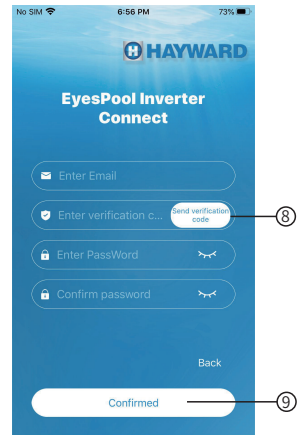 No SIM 6:56 PM 73%
H HAYWARD
EyesPool Inverter
Connect
Enter Email
Enter verification c...
Send verification
code
⑧
Enter PassWord
Confirm password
Back
Confirmed
⑨